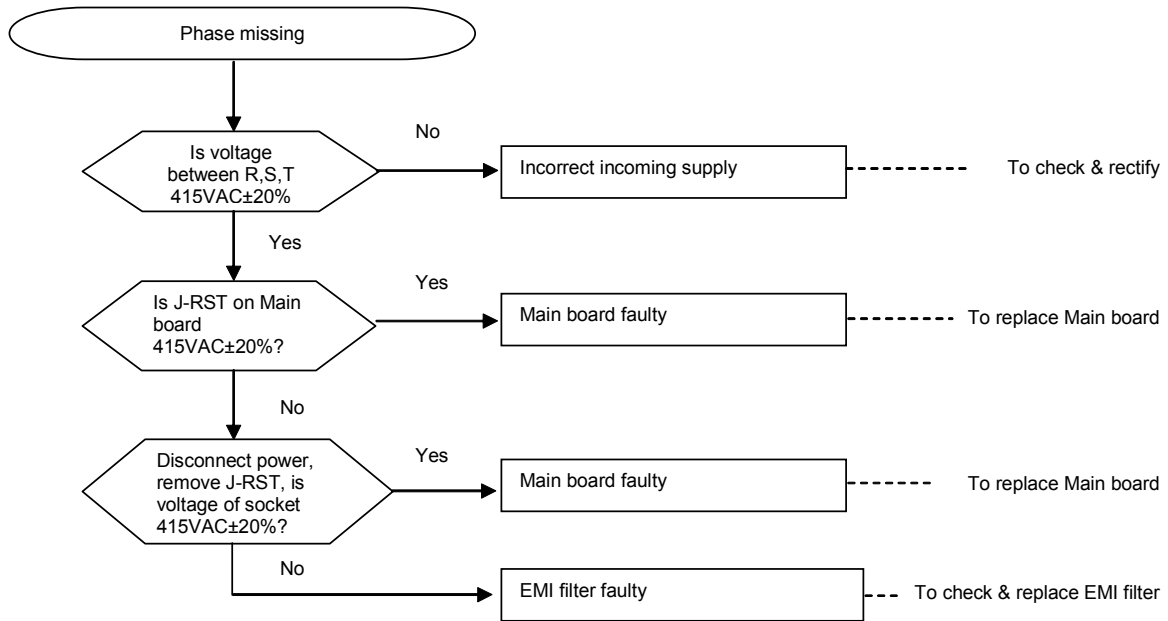 Phase missing
Is voltage
between R,S,T
415VAC±20%
No
Incorrect incoming supply
To check & rectify
Yes
Is J-RST on Main
board
415VAC±20%?
Yes
Main board faulty
To replace Main board
No
Disconnect power,
remove J-RST, is
voltage of socket
415VAC±20%?
Yes
Main board faulty
To replace Main board
No
EMI filter faulty
To check & replace EMI filter